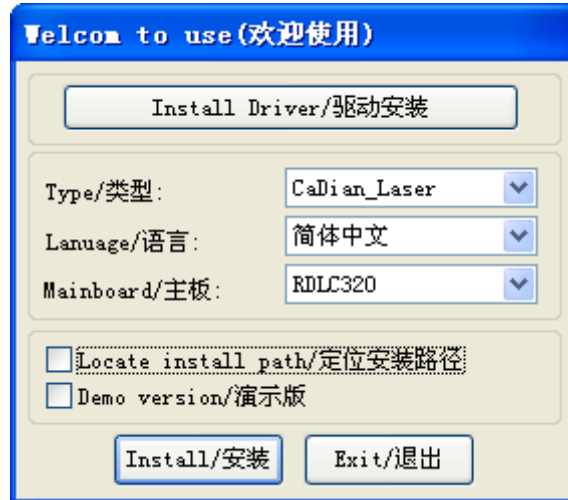 Welcom to use(欢迎使用)
Install Driver/驱动安装
Type/类型:
CaDian_Laser
Lanuage/语言:
简体中文
Mainboard/主板:
RDLC320
Locate install path/定位安装路径
Demo version/演示版
Install/安装
Exit/退出